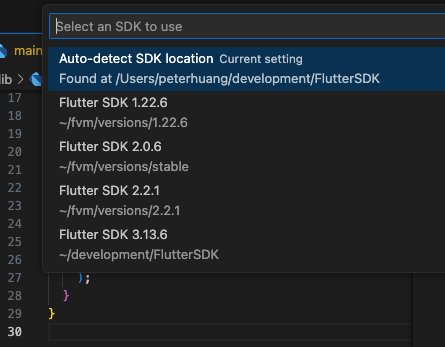 Select an SDK to use
main
Auto-detect SDK location Current setting
Found at /Users/peterhuang/development/FlutterSDK
lib >
17
Flutter SDK 1.22.6
18
~/fvm/versions/1.22.6
19
20
Flutter SDK 2.0.6
21
~/fvm/versions/stable
22
Flutter SDK 2.2.1
23
~/fvm/versions/2.2.1
24
25
Flutter SDK 3.13.6
26
~/development/FlutterSDK
27 );
28 }
29 }
30